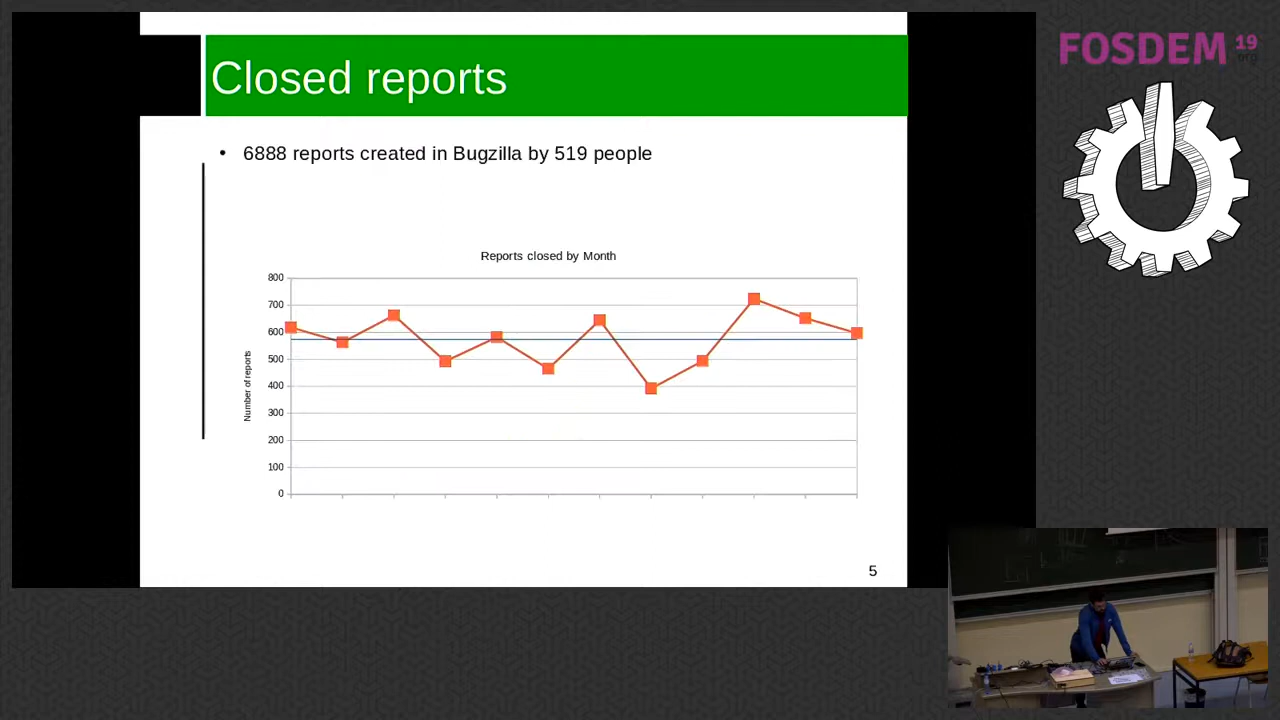 Closed reports
• 6888 reports created in Bugzilla by 519 people
Reports closed by Month
Number of reports
800
700
600
500
400
300
200
100
0
5
FOSDEM 19
.org